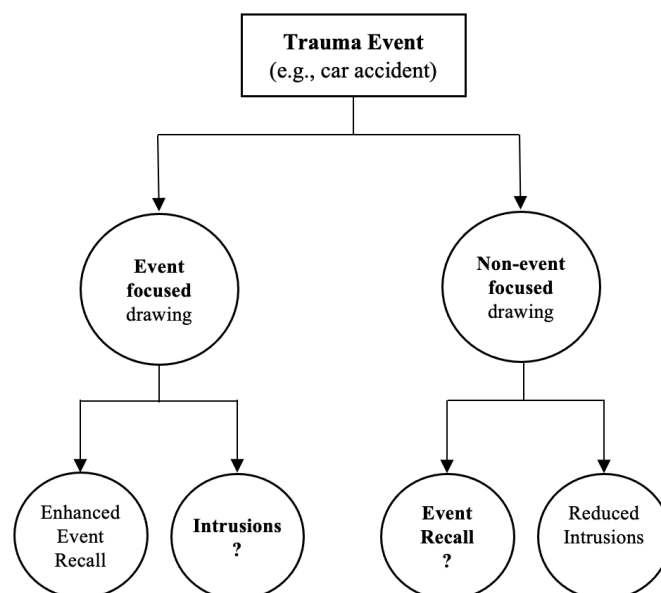 Trauma Event
(e.g., car accident)
Event
focused
drawing
Non-event
focused
drawing
Enhanced
Event
Recall
Intrusions
?
Event
Recall
?
Reduced
Intrusions